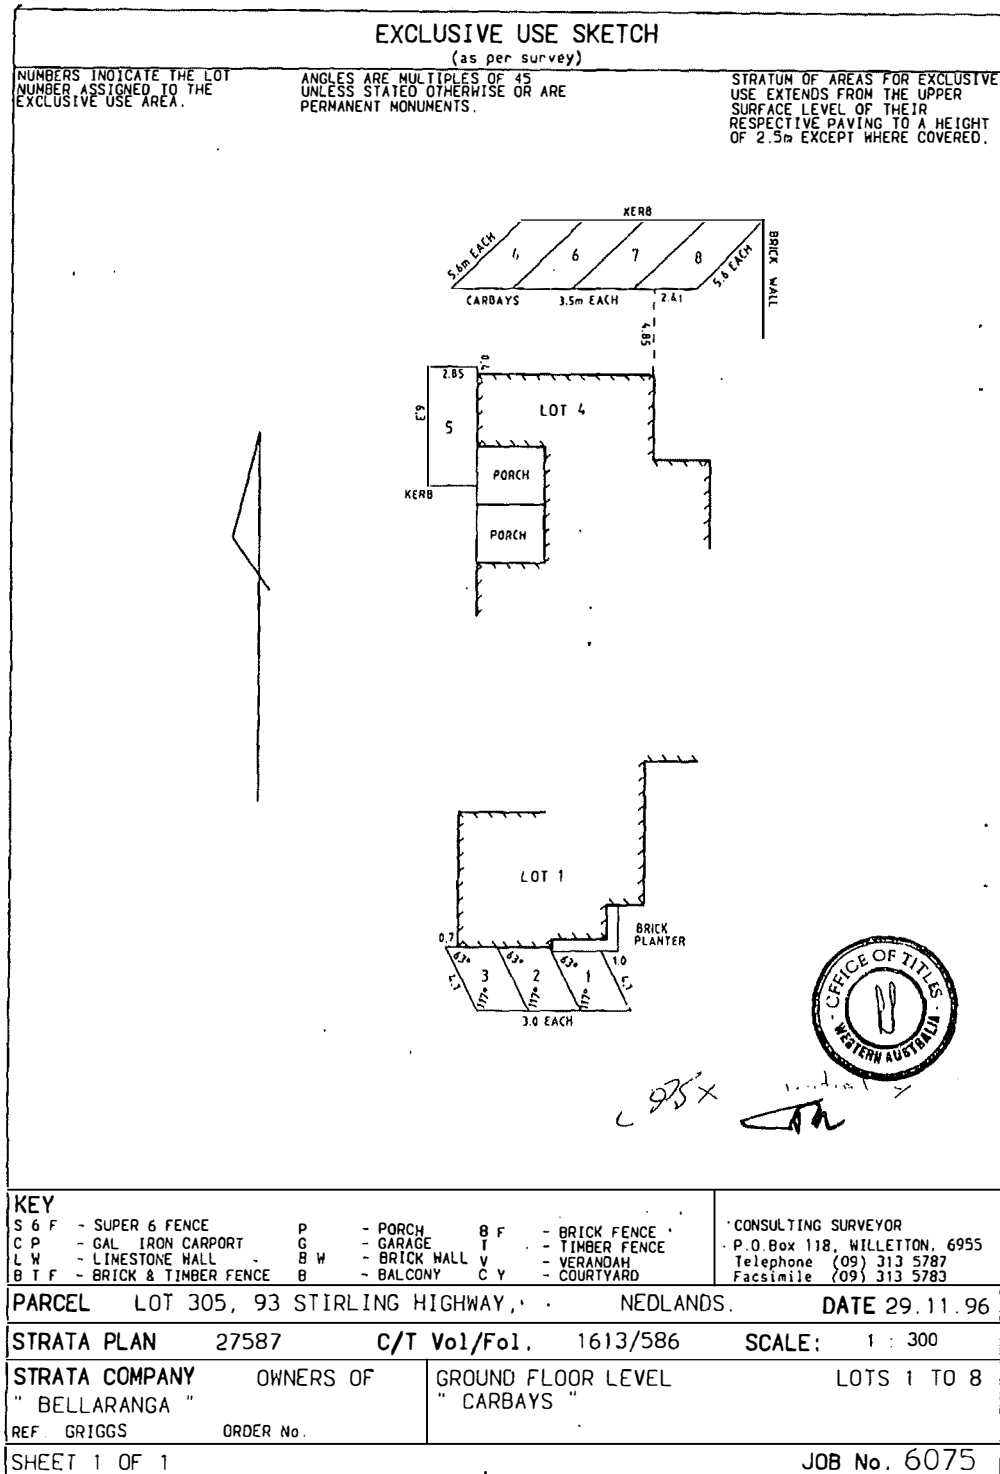 EXCLUSIVE USE SKETCH
(as per survey)
NUMBERS INDICATE THE LOT
NUMBER ASSIGNED TO THE
EXCLUSIVE USE AREA.
ANGLES ARE MULTIPLES OF 45
UNLESS STATED OTHERWISE OR ARE
PERMANENT MONUMENTS.
STRATUM OF AREAS FOR EXCLUSIVE
USE EXTENDS FROM THE UPPER
SURFACE LEVEL OF THEIR
RESPECTIVE PAVING TO A HEIGHT
OF 2.5m EXCEPT WHERE COVERED.
KERB
5.6m EACH
4
6
7
8
5.6 EACH
BRICK WALL
CARBAYS
3.5m EACH
2.41
4.85
0.4
2.85
6.3
5
LOT 4
KERB
PORCH
PORCH
LOT 1
BRICK
PLANTER
0.7
63°
63°
63°
1.0
3
2
1
117°
117°
117°
3.0 EACH
OFFICE OF TITLES
WESTERN AUSTRALIA
KEY
S 6 F - SUPER 6 FENCE
C P - GAL IRON CARPORT
L W - LIMESTONE WALL
B T F - BRICK & TIMBER FENCE
P - PORCH
G - GARAGE
B W - BRICK WALL
B - BALCONY
B F - BRICK FENCE
T - TIMBER FENCE
V - VERANDAH
C Y - COURTYARD
CONSULTING SURVEYOR
P.O.Box 118, WILLETTON, 6955
Telephone (09) 313 5787
Facsimile (09) 313 5783
PARCEL LOT 305, 93 STIRLING HIGHWAY, NEDLANDS. DATE 29.11.96
STRATA PLAN 27587 C/T Vol/Fol. 1613/586 SCALE: 1 : 300
STRATA COMPANY OWNERS OF
" BELLARANGA "
REF. GRIGGS ORDER No.
GROUND FLOOR LEVEL LOTS 1 TO 8
" CARBAYS "
SHEET 1 OF 1 JOB No. 6075